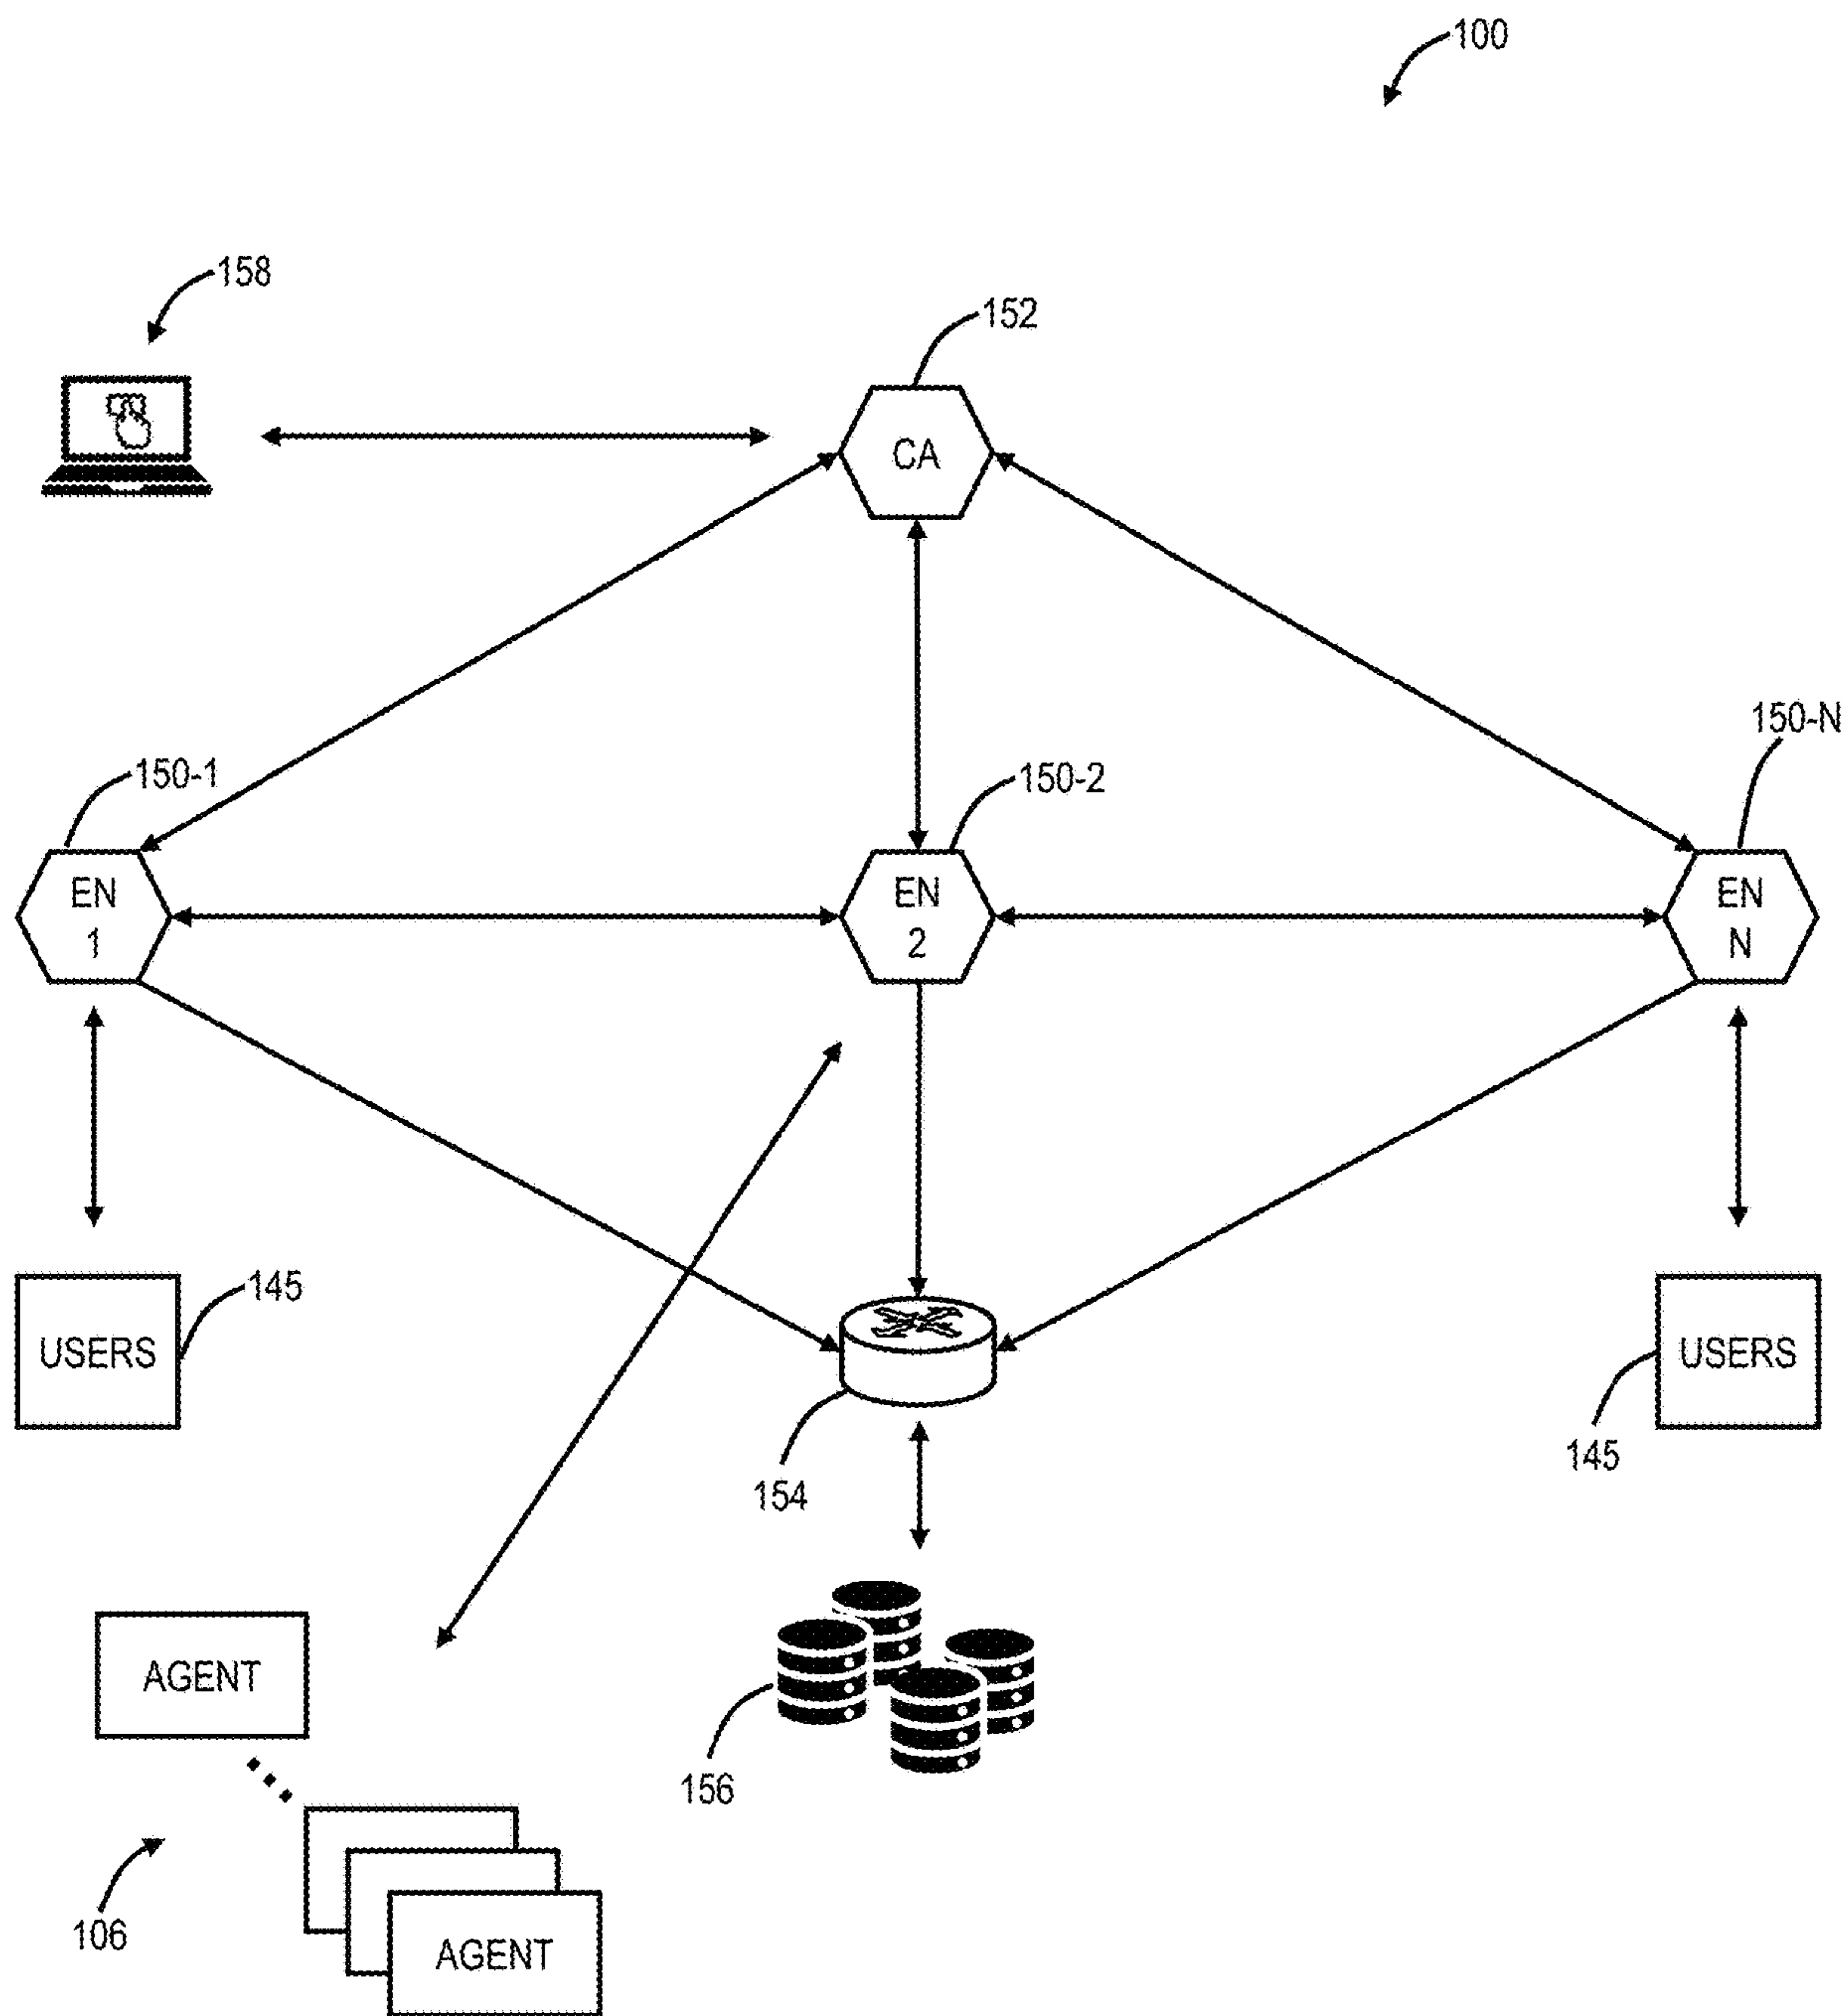 100
158
152
CA
150-N
150-1
150-2
EN
1
EN
2
EN
N
145
USERS
USERS
145
154
AGENT
156
106
AGENT